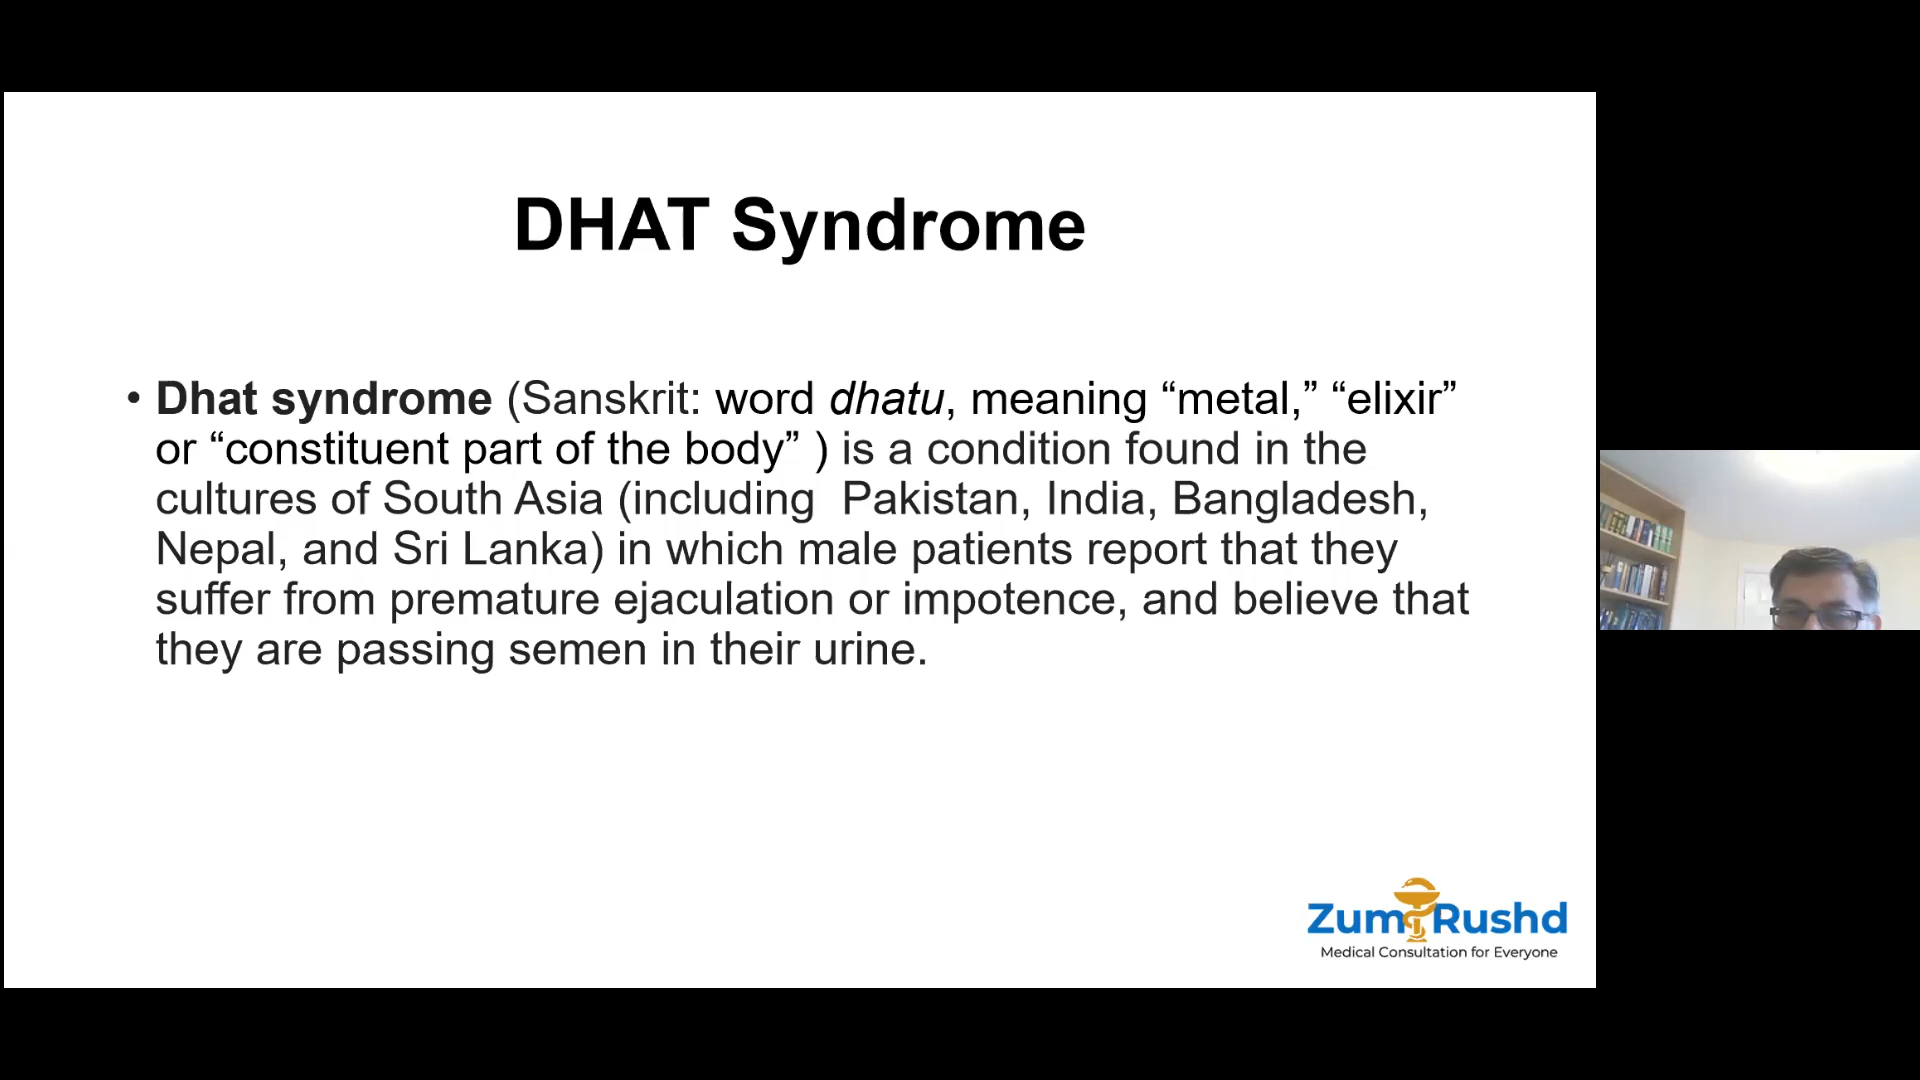 DHAT Syndrome
• Dhat syndrome (Sanskrit: word dhatu, meaning “metal,” “elixir”
or “constituent part of the body” ) is a condition found in the
cultures of South Asia (including  Pakistan, India, Bangladesh,
Nepal, and Sri Lanka) in which male patients report that they
suffer from premature ejaculation or impotence, and believe that
they are passing semen in their urine.
Zum Rushd
Medical Consultation for Everyone